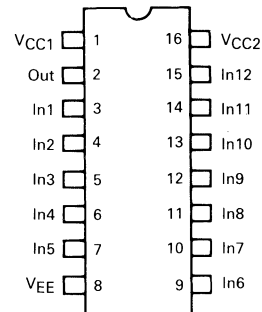 VCC1 1 16 VCC2
Out 2 15 In12
In1 3 14 In11
In2 4 13 In10
In3 5 12 In9
In4 6 11 In8
In5 7 10 In7
VEE 8 9 In6